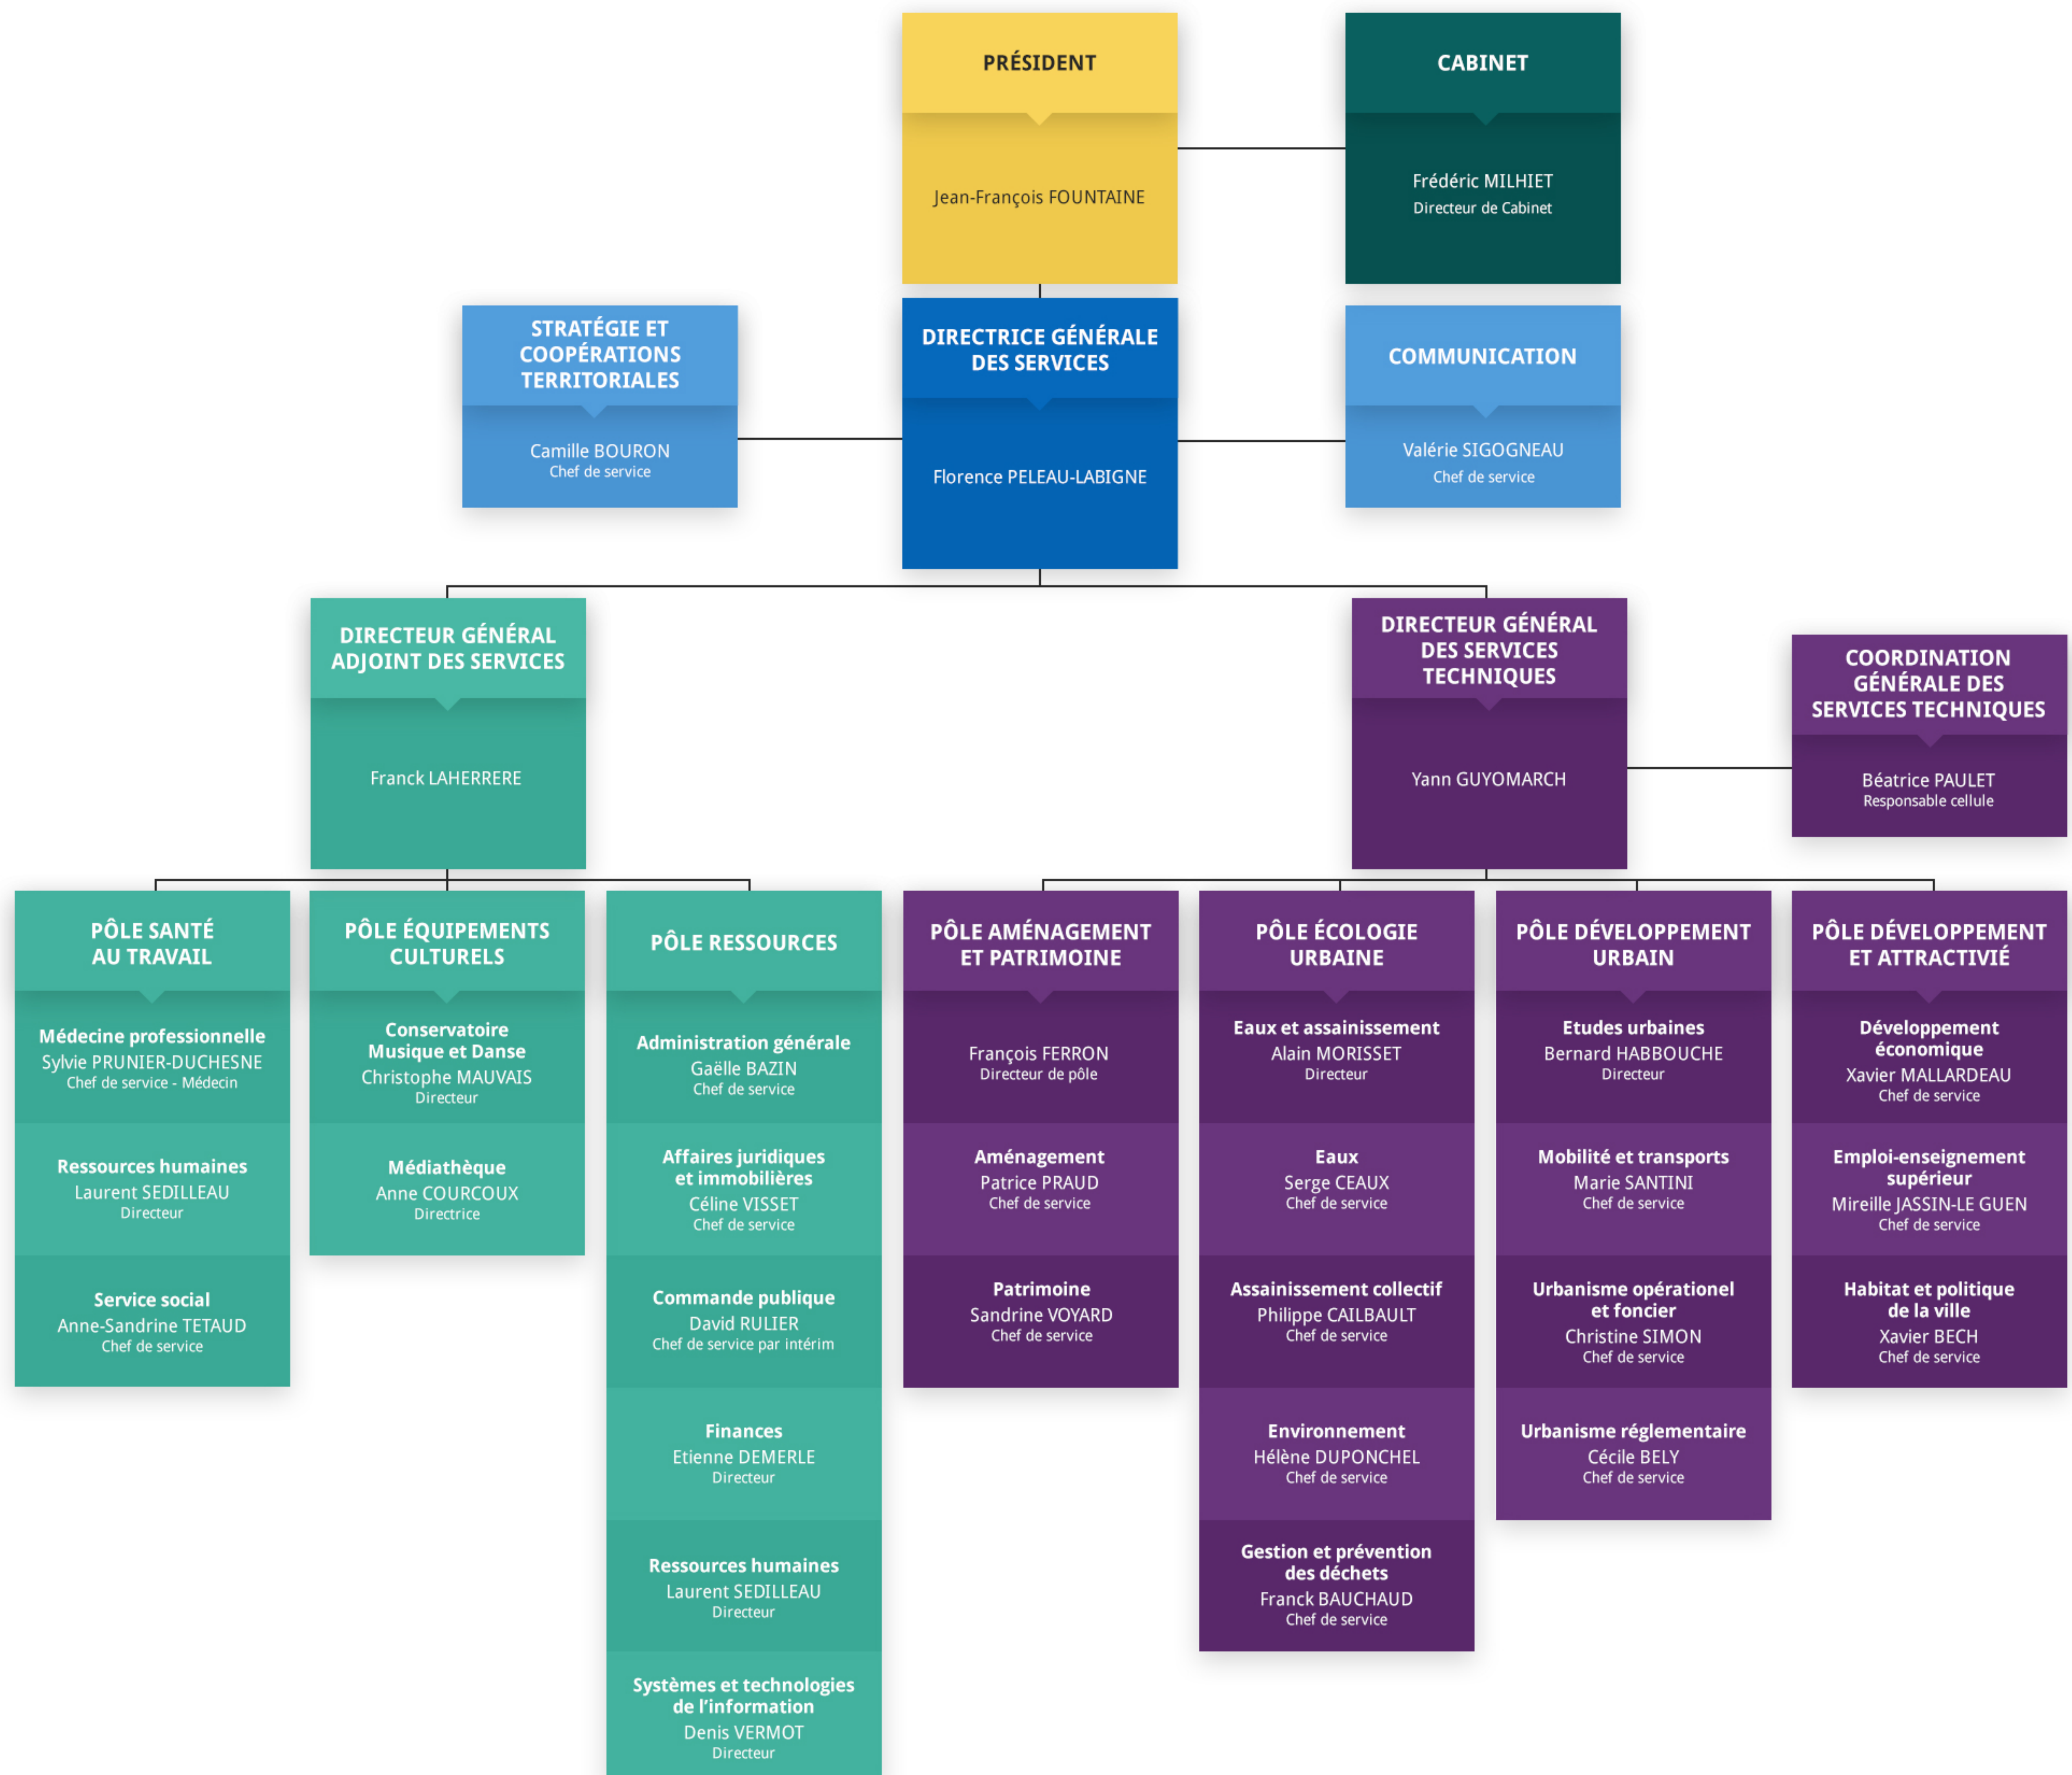 PRÉSIDENT
Jean-François FOUNTAINE
CABINET
Frédéric MILHIET
Directeur de Cabinet
STRATÉGIE ET
COOPÉRATIONS
TERRITORIALES
Camille BOURON
Chef de service
DIRECTRICE GÉNÉRALE
DES SERVICES
Florence PELEAU-LABIGNE
COMMUNICATION
Valérie SIGOGNEAU
Chef de service
DIRECTEUR GÉNÉRAL
ADJOINT DES SERVICES
Franck LAHERRERE
DIRECTEUR GÉNÉRAL
DES SERVICES
TECHNIQUES
Yann GUYOMARCH
COORDINATION
GÉNÉRALE DES
SERVICES TECHNIQUES
Béatrice PAULET
Responsable cellule
PÔLE SANTÉ
AU TRAVAIL
Médecine professionnelle
Sylvie PRUNIER-DUCHESNE
Chef de service - Médecin
Ressources humaines
Laurent SEDILLEAU
Directeur
Service social
Anne-Sandrine TETAUD
Chef de service
PÔLE ÉQUIPEMENTS
CULTURELS
Conservatoire
Musique et Danse
Christophe MAUVAIS
Directeur
Médiathèque
Anne COURCOUX
Directrice
PÔLE RESSOURCES
Administration générale
Gaëlle BAZIN
Chef de service
Affaires juridiques
et immobilières
Céline VISSET
Chef de service
Commande publique
David RULIER
Chef de service par intérim
Finances
Etienne DEMERLE
Directeur
Ressources humaines
Laurent SEDILLEAU
Directeur
Systèmes et technologies
de l’information
Denis VERMOT
Directeur
PÔLE AMÉNAGEMENT
ET PATRIMOINE
François FERRON
Directeur de pôle
Aménagement
Patrice PRAUD
Chef de service
Patrimoine
Sandrine VOYARD
Chef de service
PÔLE ÉCOLOGIE
URBAINE
Eaux et assainissement
Alain MORISSET
Directeur
Eaux
Serge CEAUX
Chef de service
Assainissement collectif
Philippe CAILBAULT
Chef de service
Environnement
Hélène DUPONCHEL
Chef de service
Gestion et prévention
des déchets
Franck BAUCHAUD
Chef de service
PÔLE DÉVELOPPEMENT
URBAIN
Etudes urbaines
Bernard HABBOUCHE
Directeur
Mobilité et transports
Marie SANTINI
Chef de service
Urbanisme opérationel
et foncier
Christine SIMON
Chef de service
Urbanisme réglementaire
Cécile BELY
Chef de service
PÔLE DÉVELOPPEMENT
ET ATTRACTIVIÉ
Développement
économique
Xavier MALLARDEAU
Chef de service
Emploi-enseignement
supérieur
Mireille JASSIN-LE GUEN
Chef de service
Habitat et politique
de la ville
Xavier BECH
Chef de service